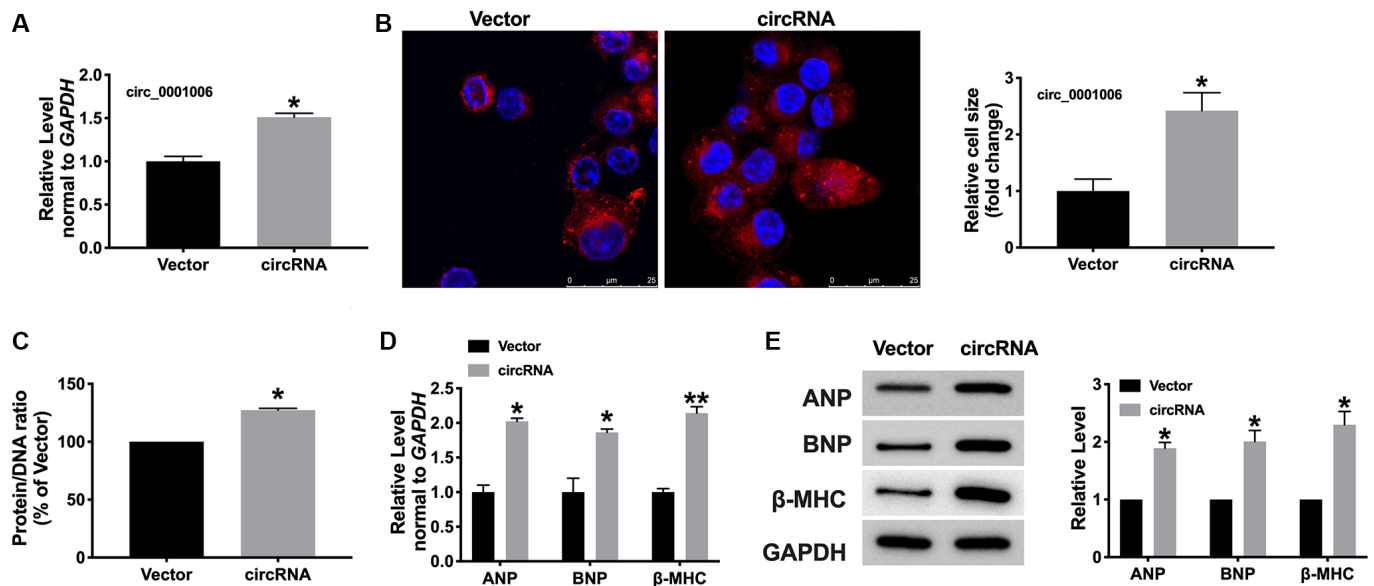 A
Relative Level
normal to GAPDH
2.0
1.5
1.0
0.5
0.0
circ_0001006
*
Vector circRNA
B
Vector circRNA
0 µm 25
0 µm 25
Relative cell size
(fold change)
3
2
1
0
circ_0001006
*
Vector circRNA
C
Protein/DNA ratio
(% of Vector)
150
100
50
0
*
Vector circRNA
D
Vector
circRNA
Relative Level
normal to GAPDH
2.5
2.0
1.5
1.0
0.5
0.0
* * **
ANP BNP β-MHC
E
Vector circRNA
ANP
BNP
β-MHC
GAPDH
Relative Level
3
2
1
0
Vector
circRNA
* * *
ANP BNP β-MHC